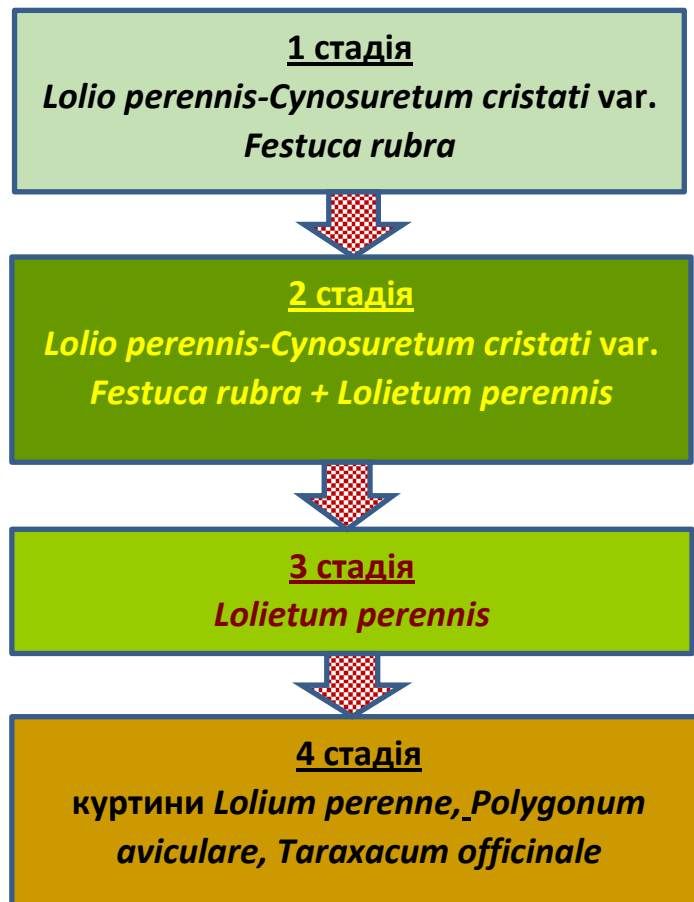 1 стадія
Lolio perennis-Cynosuretum cristati var.
Festuca rubra
2 стадія
Lolio perennis-Cynosuretum cristati var.
Festuca rubra + Lolietum perennis
3 стадія
Lolietum perennis
4 стадія
куртини Lolium perenne, Polygonum
aviculare, Taraxacum officinale